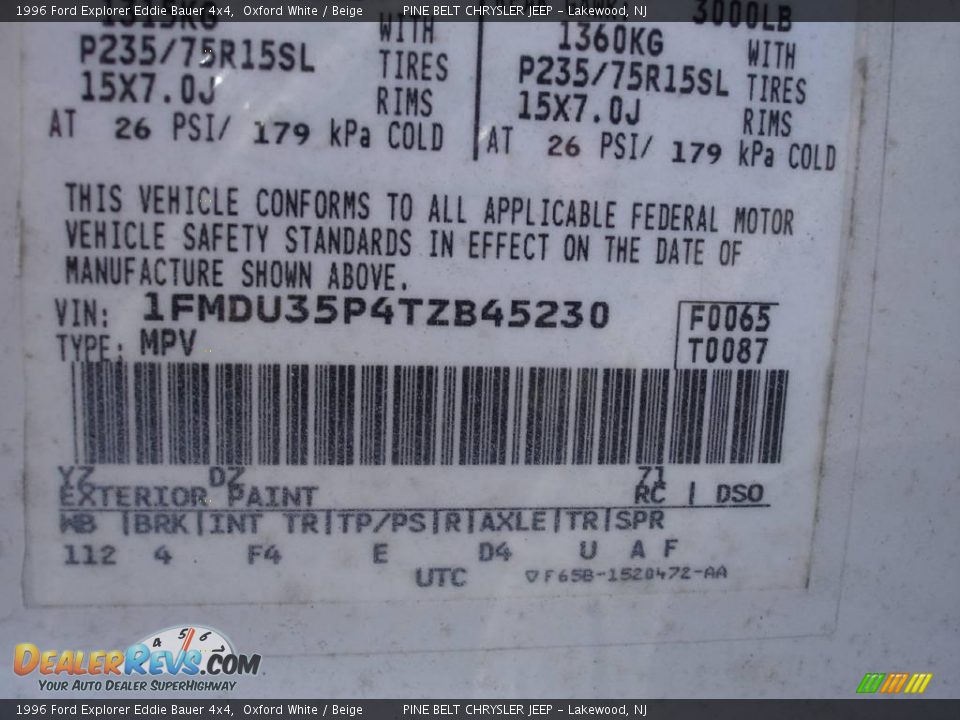 1996 Ford Explorer Eddie Bauer 4x4, Oxford White / Beige PINE BELT CHRYSLER JEEP – Lakewood, NJ
WITH 3000LB
P235/75R15SL TIRES 1360KG WITH
15X7.0J RIMS P235/75R15SL TIRES
AT 26 PSI/ 179 kPa COLD 15X7.0J RIMS
AT 26 PSI/ 179 kPa COLD
THIS VEHICLE CONFORMS TO ALL APPLICABLE FEDERAL MOTOR
VEHICLE SAFETY STANDARDS IN EFFECT ON THE DATE OF
MANUFACTURE SHOWN ABOVE.
VIN: 1FMDU35P4TZB45230 F0065
TYPE: MPV T0087
YZ DZ 71
EXTERIOR PAINT RC | DSO
WB |BRK|INT TR|TP/PS|R|AXLE|TR|SPR
112 4 F4 E D4 U A F
UTC ▽F65B-1520472-AA
4 5 6
DealerRevs.com
Your Auto Dealer SuperHighway
1996 Ford Explorer Eddie Bauer 4x4, Oxford White / Beige PINE BELT CHRYSLER JEEP – Lakewood, NJ